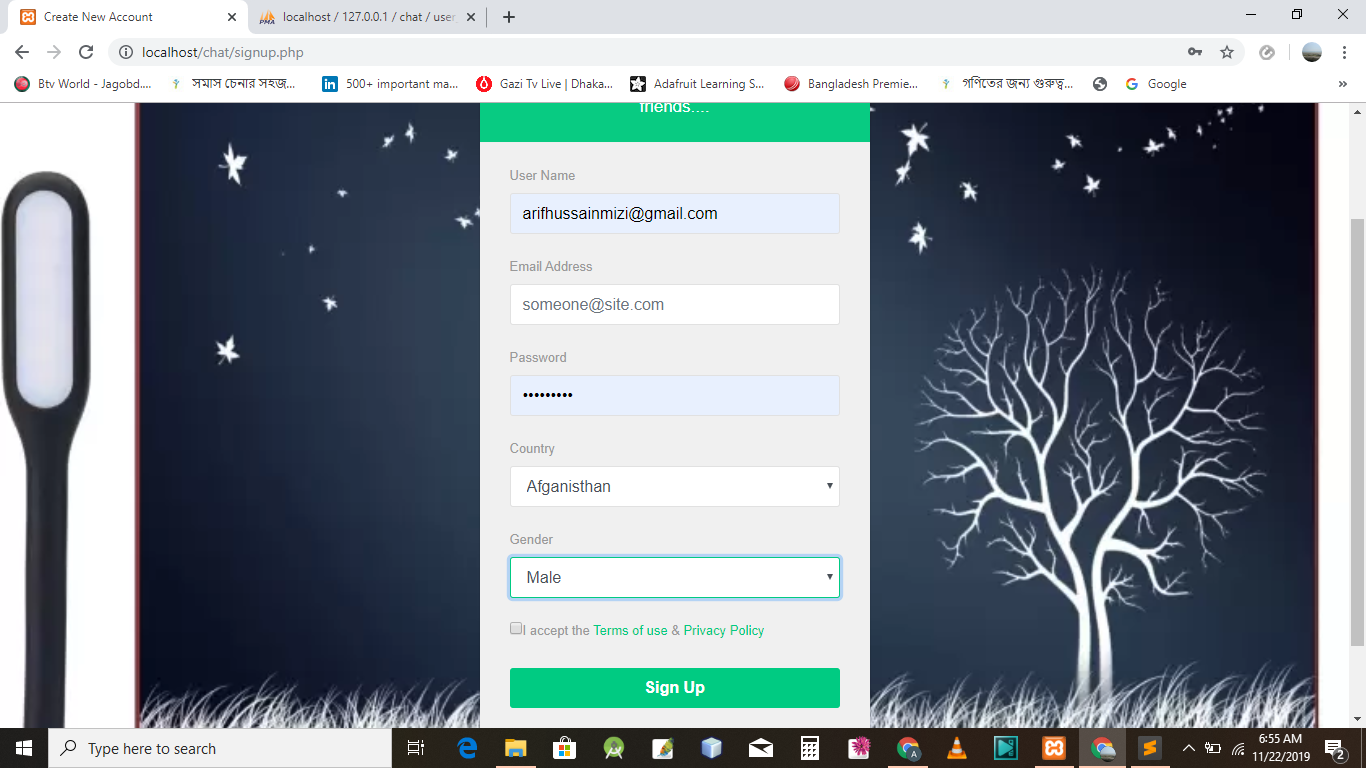 Create New Account
localhost / 127.0.0.1 / chat / user
localhost/chat/signup.php
Btv World - Jagobd....
সমাস চেনার সহজ...
500+ important ma...
Gazi Tv Live | Dhaka...
Adafruit Learning S...
Bangladesh Premie...
গণিতের জন্য গুরুত্ব...
Google
friends....
User Name
arifhussainmizi@gmail.com
Email Address
someone@site.com
Password
Country
Afganisthan
Gender
Male
I accept the Terms of use & Privacy Policy
Sign Up
Type here to search
6:55 AM
11/22/2019
2